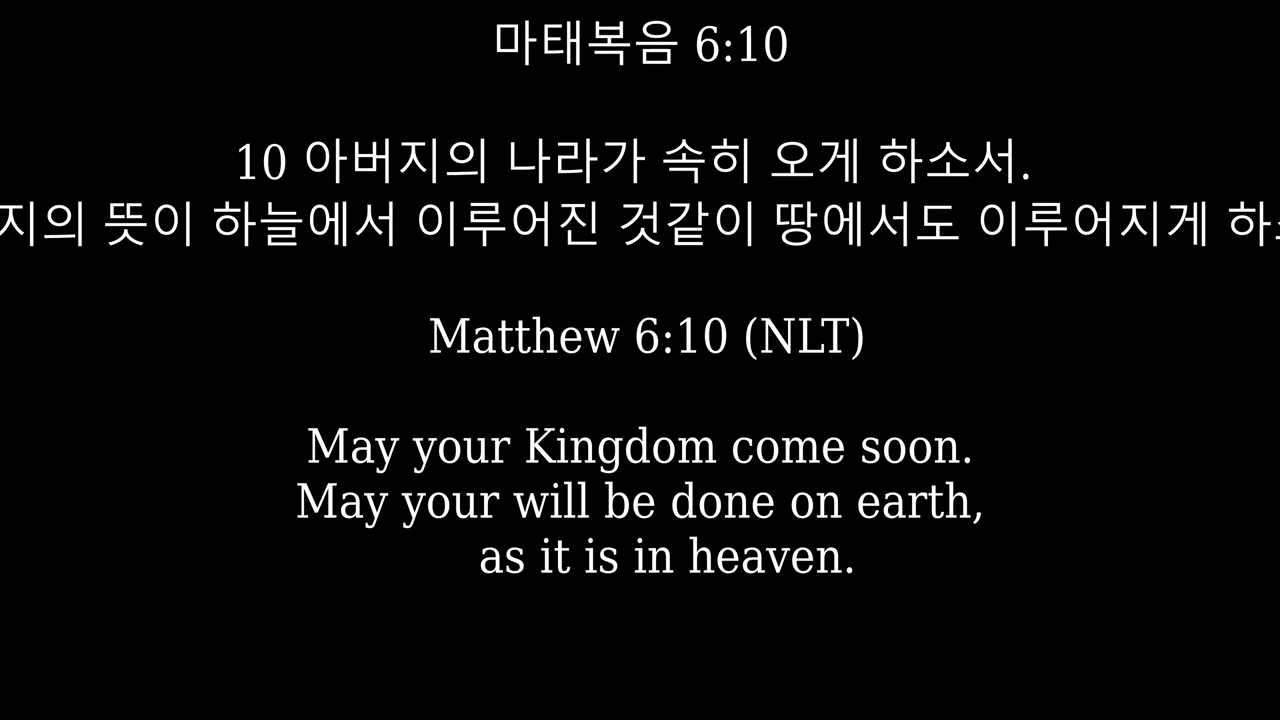 마태복음 6:10
10 아버지의 나라가 속히 오게 하소서.
뜻이 하늘에서 이루어진 것같이 땅에서도 이루어지게
Matthew 6:10 (NLT)
May your Kingdom come soon.
May your will be done on earth,
as it is in heaven.